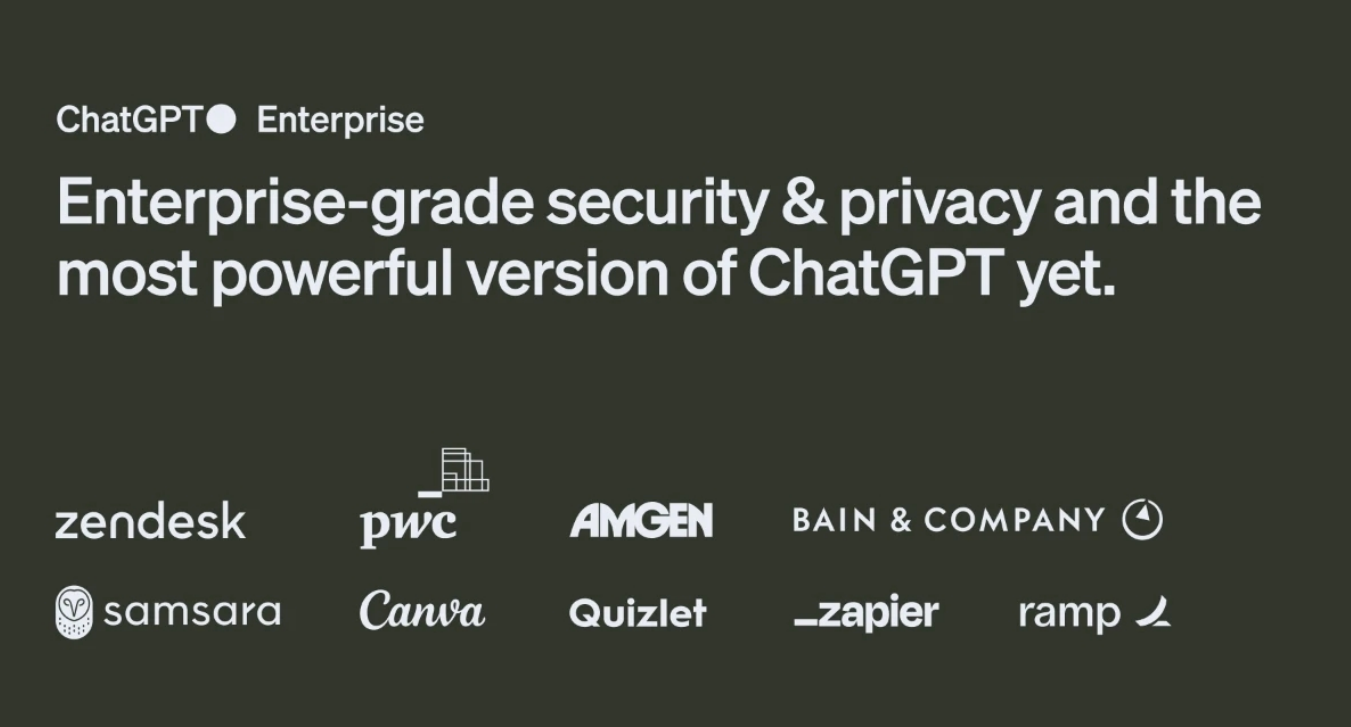 ChatGPT Enterprise
Enterprise-grade security & privacy and the
most powerful version of ChatGPT yet.
zendesk pwc AMGEN BAIN & COMPANY
samsara Canva Quizlet _zapier ramp